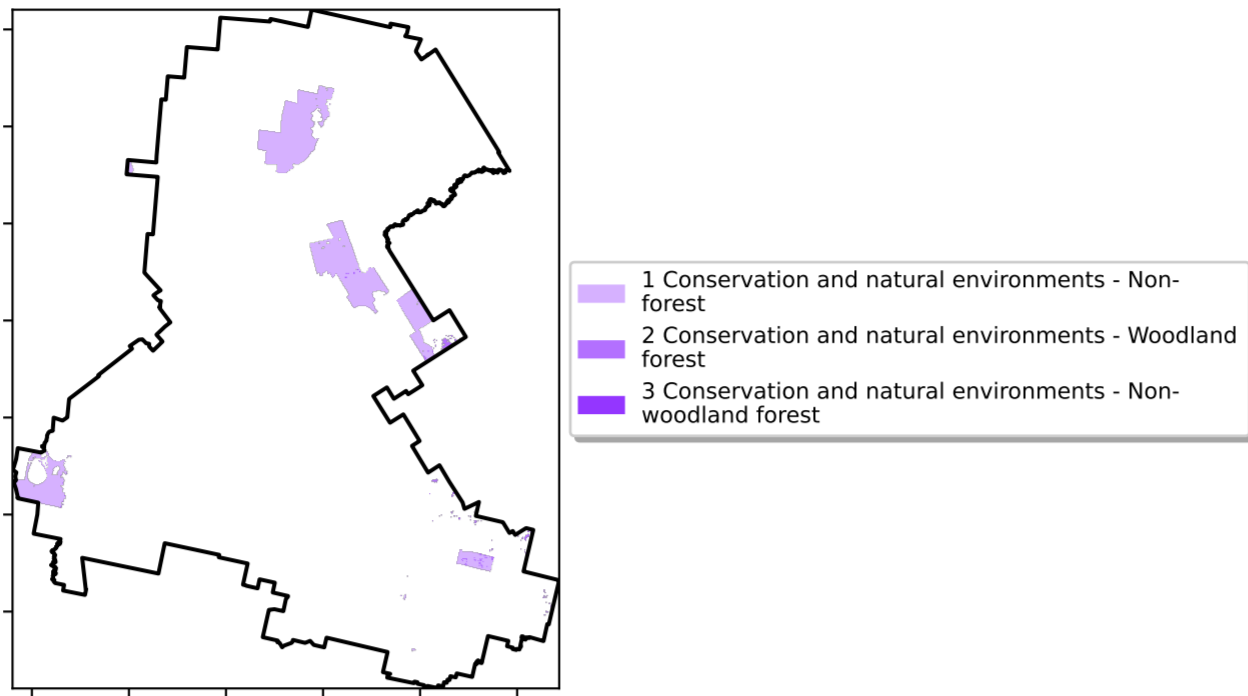 1 Conservation and natural environments - Non-
forest
2 Conservation and natural environments - Woodland
forest
3 Conservation and natural environments - Non-
woodland forest